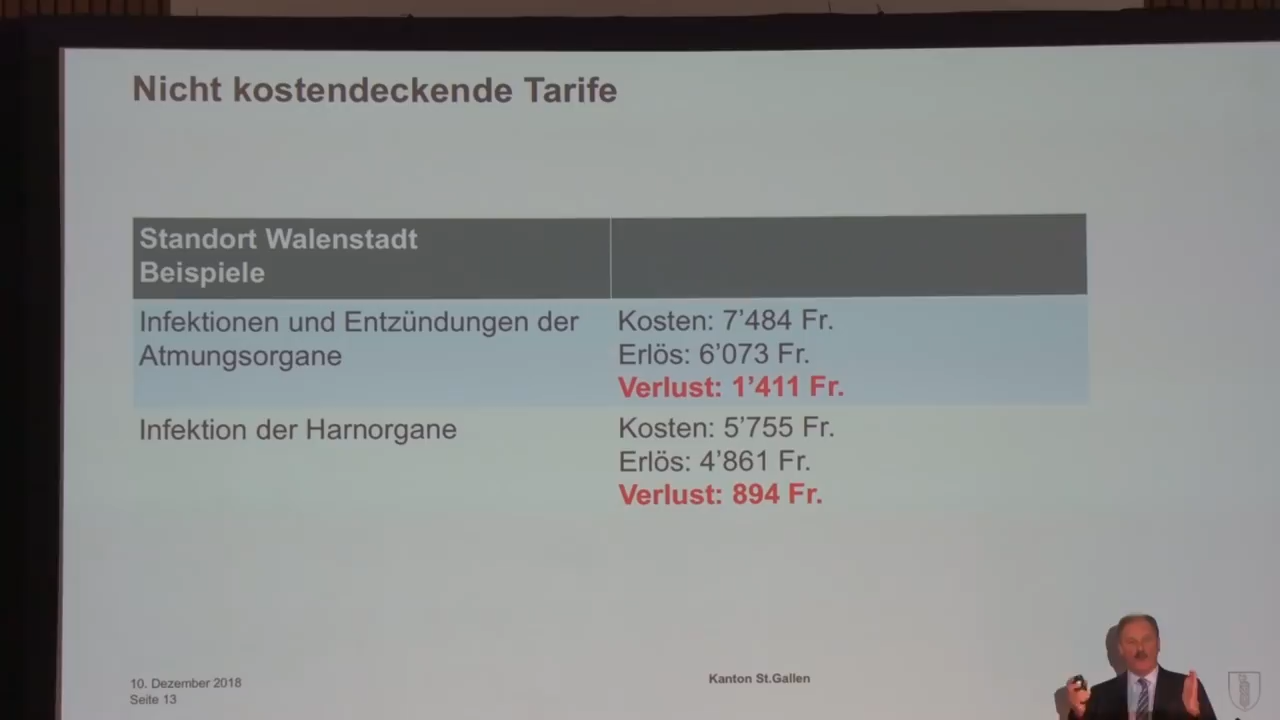 Nicht kostendeckende Tarife
Standort Walenstadt
Beispiele
Infektionen und Entzündungen der
Atmungsorgane
Kosten: 7’484 Fr.
Erlös: 6’073 Fr.
Verlust: 1’411 Fr.
Infektion der Harnorgane
Kosten: 5’755 Fr.
Erlös: 4’861 Fr.
Verlust: 894 Fr.
10. Dezember 2018
Seite 13
Kanton St.Gallen